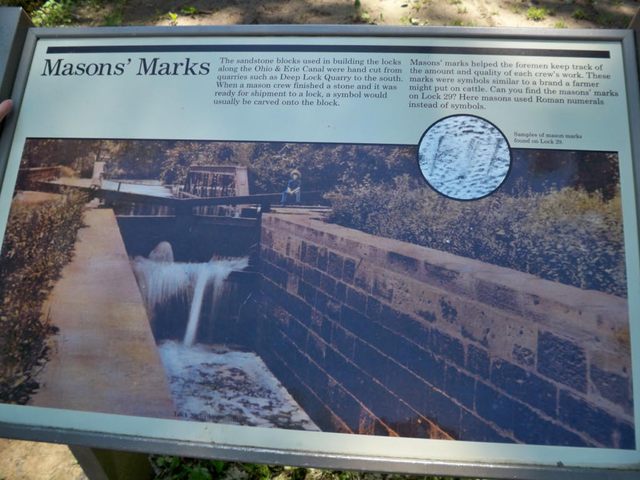 Masons' Marks
The sandstone blocks used in building the locks
along the Ohio & Erie Canal were hand cut from
quarries such as Deep Lock Quarry to the south.
When a mason crew finished a stone and it was
ready for shipment to a lock, a symbol would
usually be carved onto the block.
Masons' marks helped the foremen keep track of
the amount and quality of each crew's work. These
marks were symbols similar to a brand a farmer
might put on cattle. Can you find the masons' marks
on Lock 29? Here masons used Roman numerals
instead of symbols.
Samples of mason marks
found on Lock 29.